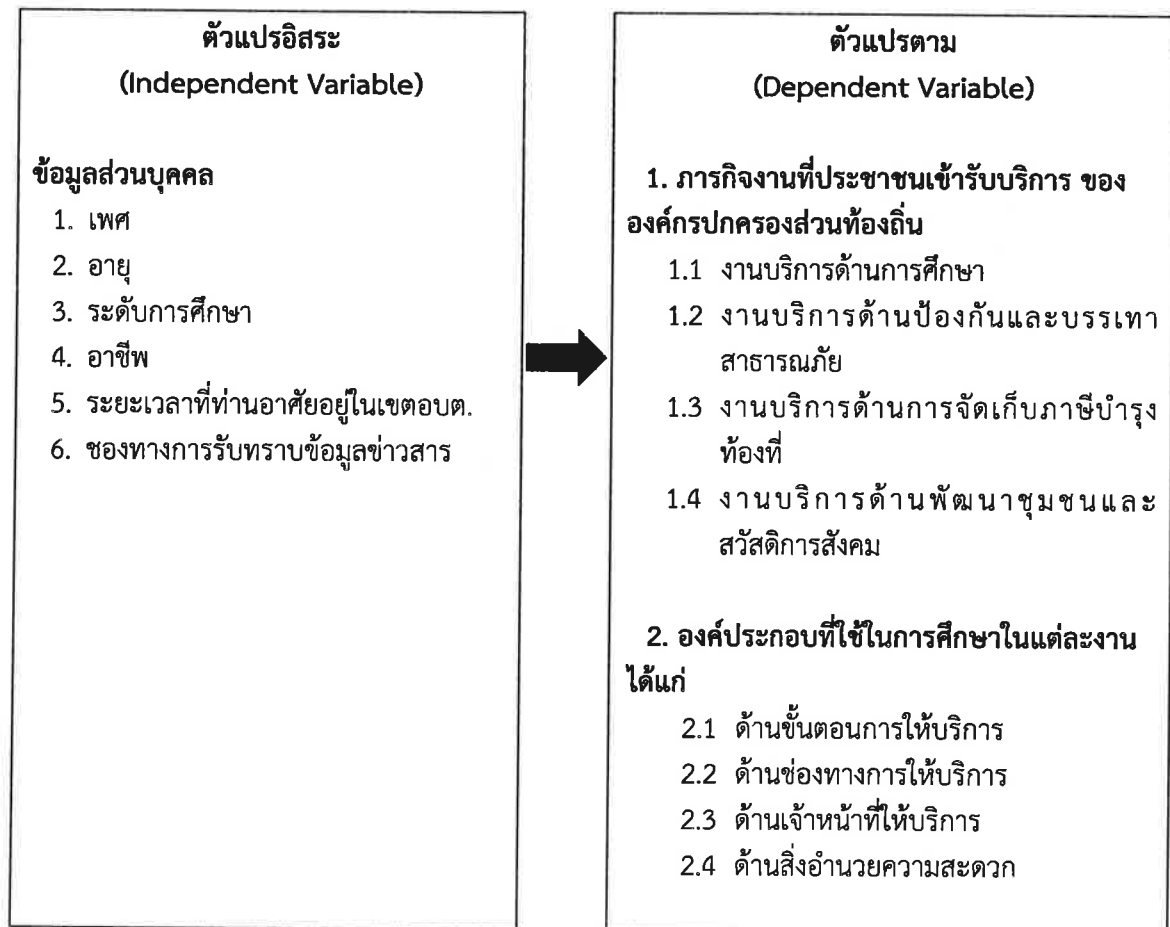 ตัวแปรอิสระ
(Independent Variable)
ข้อมูลส่วนบุคคล
1. เพศ
2. อายุ
3. ระดับการศึกษา
4. อาชีพ
5. ระยะเวลาที่ท่านอาศัยอยู่ในเขตอบต.
6. ชองทางการรับทราบข้อมูลข่าวสาร
ตัวแปรตาม
(Dependent Variable)
1. ภารกิจงานที่ประชาชนเข้ารับบริการ ของ
องค์กรปกครองส่วนท้องถิ่น
1.1 งานบริการด้านการศึกษา
1.2 งานบริการด้านป้องกันและบรรเทา
สาธารณภัย
1.3 งานบริการด้านการจัดเก็บภาษีบำรุง
ท้องที่
1.4 งานบริการด้านพัฒนาชุมชนและ
สวัสดิการสังคม
2. องค์ประกอบที่ใช้ในการศึกษาในแต่ละงาน
ได้แก่
2.1 ด้านขั้นตอนการให้บริการ
2.2 ด้านช่องทางการให้บริการ
2.3 ด้านเจ้าหน้าที่ให้บริการ
2.4 ด้านสิ่งอำนวยความสะดวก